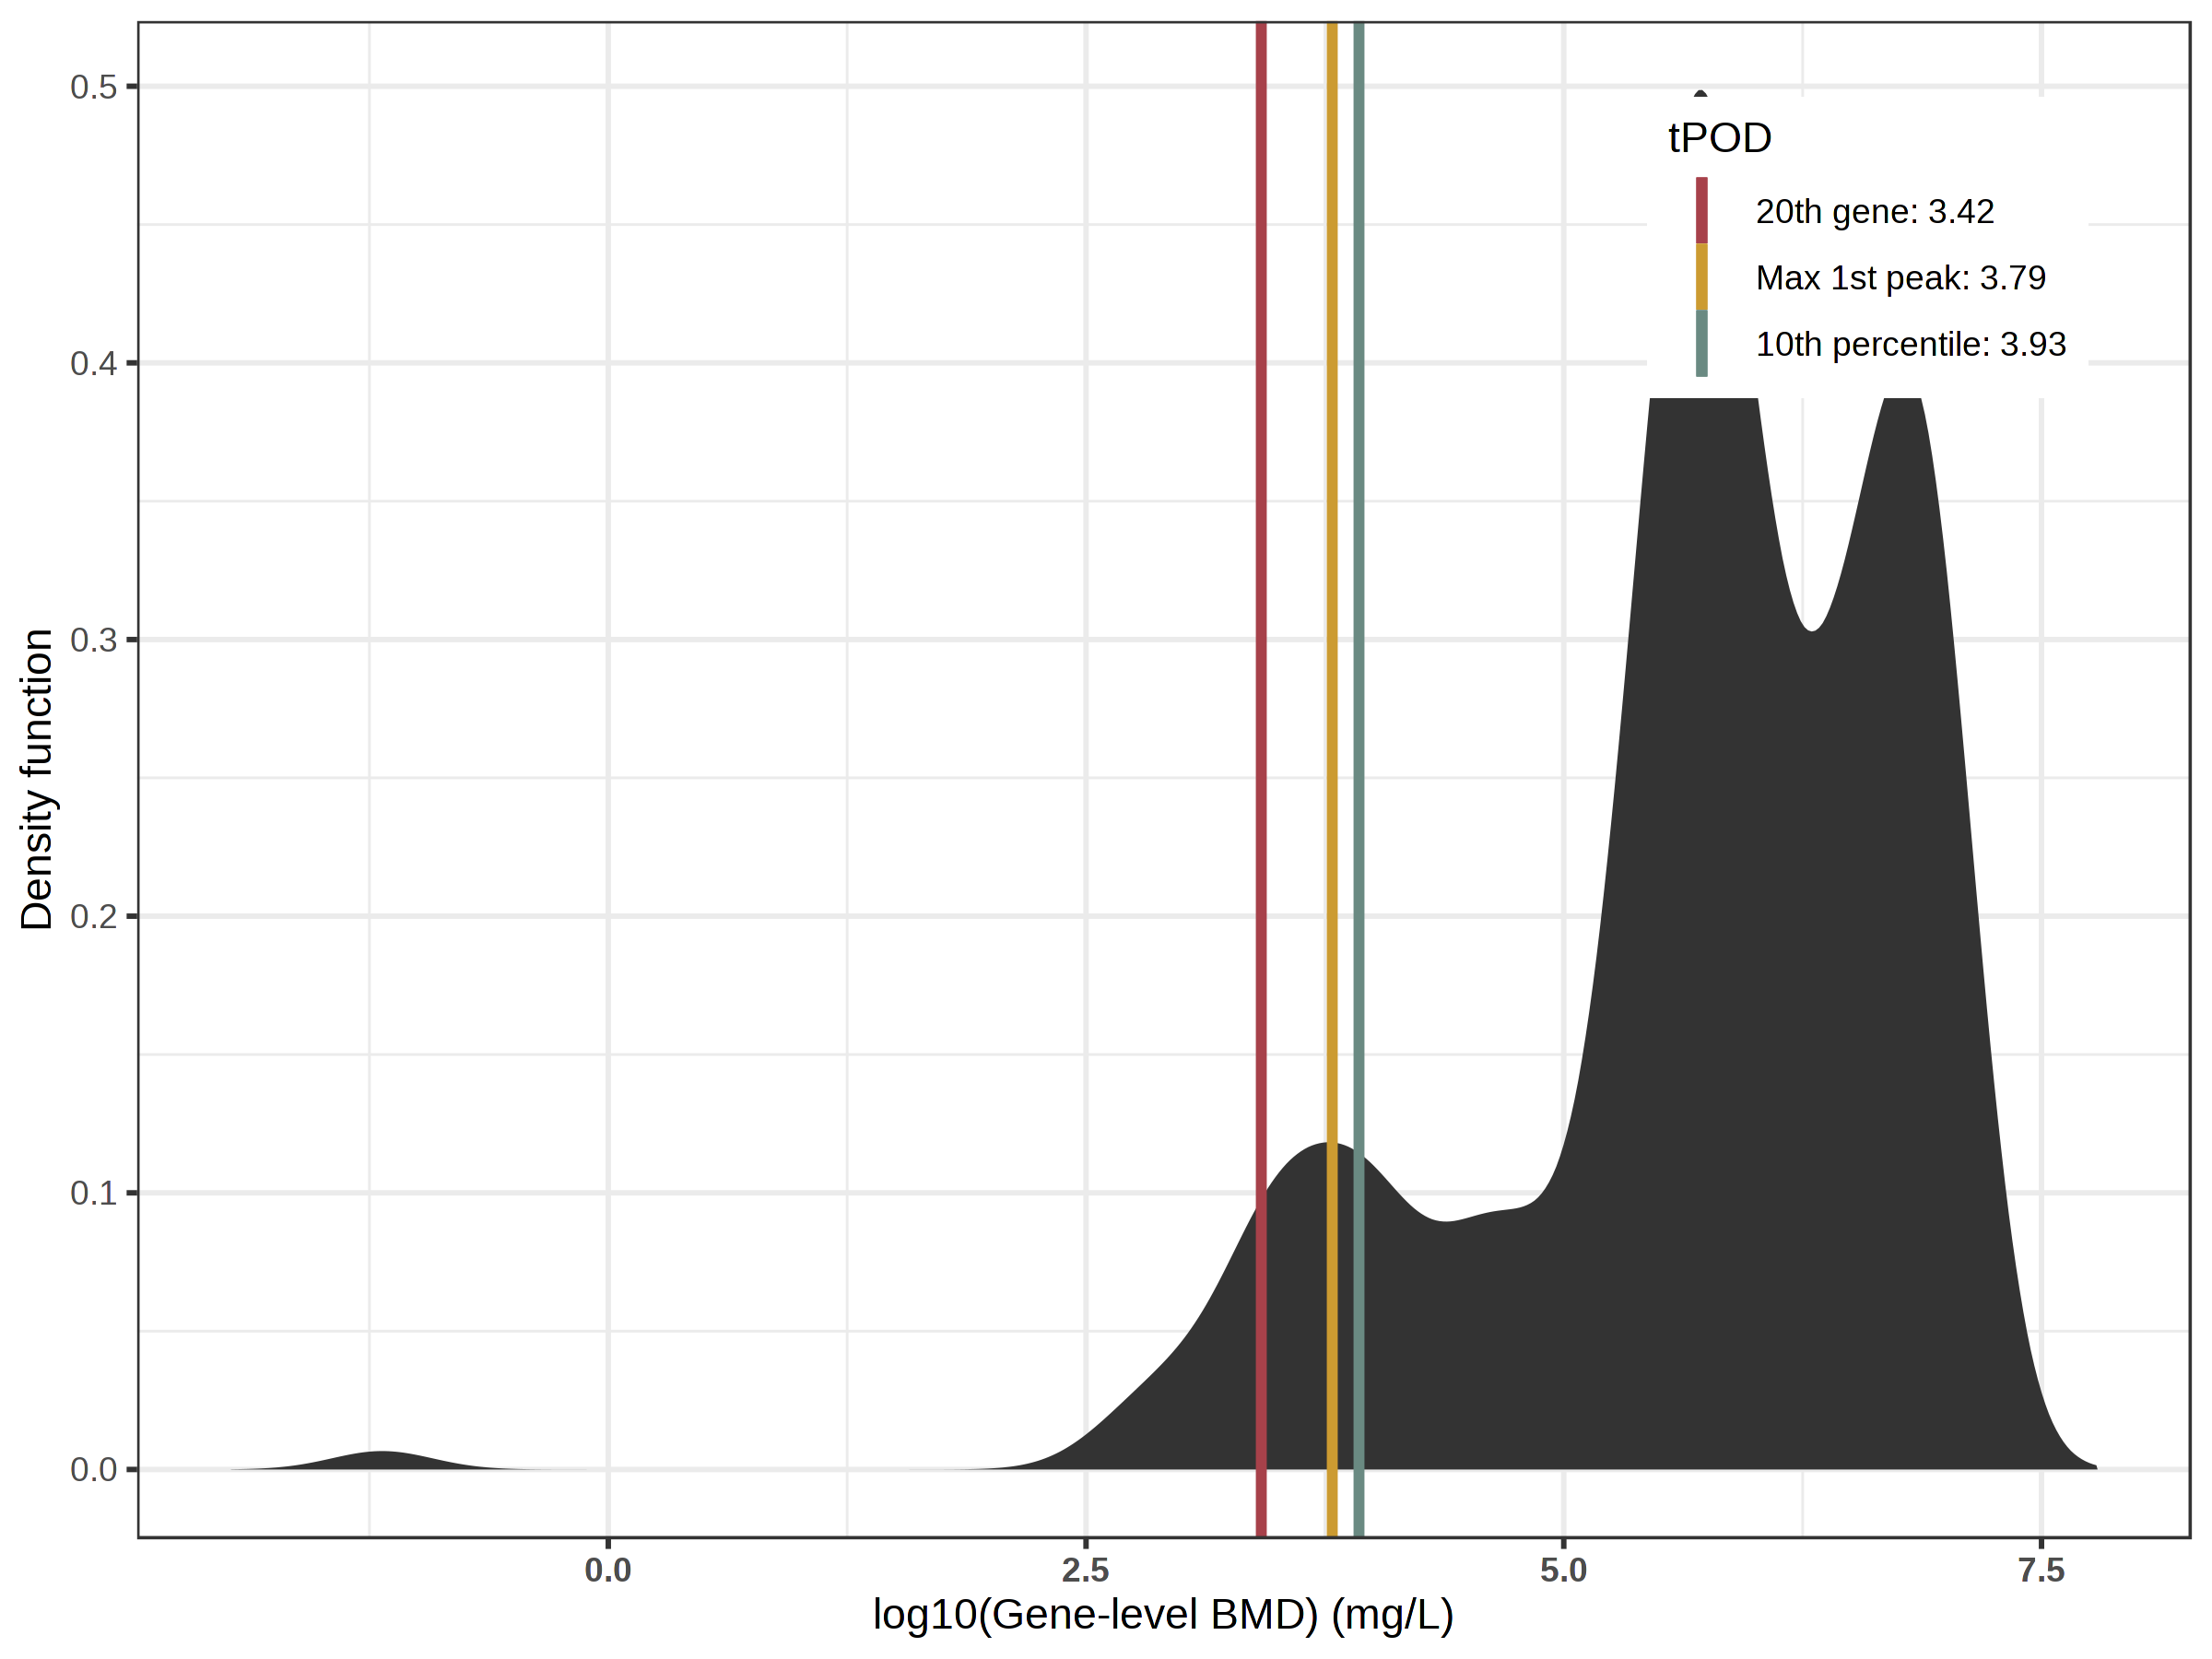 tPOD
20th gene: 3.42
Max 1st peak: 3.79
10th percentile: 3.93
Density function
0.5
0.4
0.3
0.2
0.1
0.0
0.0
2.5
5.0
7.5
log10(Gene-level BMD) (mg/L)